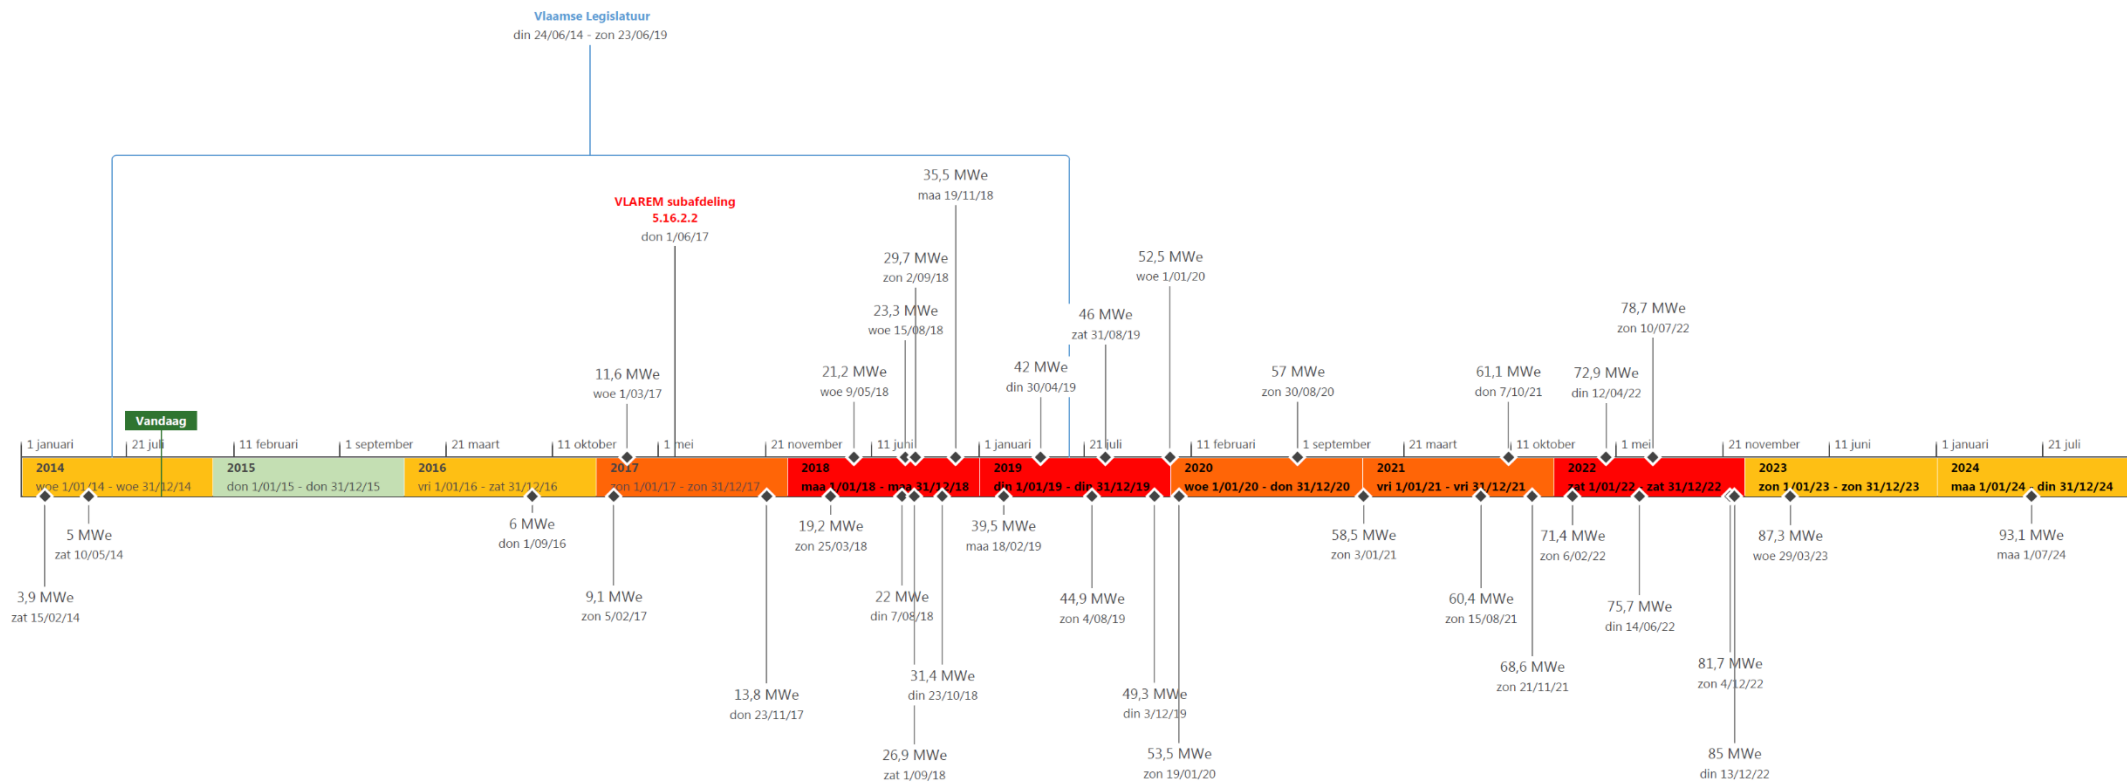 Vlaamse Legislatuur
din 24/06/14 - zon 23/06/19
35,5 MWe
maa 19/11/18
VLAREM subafdeling
5.16.2.2
don 1/06/17
29,7 MWe
zon 2/09/18
52,5 MWe
woe 1/01/20
23,3 MWe
woe 15/08/18
46 MWe
zat 31/08/19
78,7 MWe
zon 10/07/22
11,6 MWe
woe 1/03/17
21,2 MWe
woe 9/05/18
42 MWe
din 30/04/19
57 MWe
zon 30/08/20
61,1 MWe
don 7/10/21
72,9 MWe
din 12/04/22
Vandaag
1 januari
21 juli
11 februari
1 september
21 maart
11 oktober
1 mei
21 november
11 juni
1 januari
21 juli
11 februari
1 september
21 maart
11 oktober
1 mei
21 november
11 juni
1 januari
21 juli
2014
woe 1/01/14 - woe 31/12/14
2015
don 1/01/15 - don 31/12/15
2016
vri 1/01/16 - zat 31/12/16
2017
zon 1/01/17 - zon 31/12/17
2018
maa 1/01/18 - maa 31/12/18
2019
din 1/01/19 - din 31/12/19
2020
woe 1/01/20 - don 31/12/20
2021
vri 1/01/21 - vri 31/12/21
2022
zat 1/01/22 - zat 31/12/22
2023
zon 1/01/23 - zon 31/12/23
2024
maa 1/01/24 - din 31/12/24
5 MWe
zat 10/05/14
6 MWe
don 1/09/16
19,2 MWe
zon 25/03/18
39,5 MWe
maa 18/02/19
58,5 MWe
zon 3/01/21
71,4 MWe
zon 6/02/22
87,3 MWe
woe 29/03/23
93,1 MWe
maa 1/07/24
3,9 MWe
zat 15/02/14
9,1 MWe
zon 5/02/17
22 MWe
din 7/08/18
44,9 MWe
zon 4/08/19
60,4 MWe
zon 15/08/21
75,7 MWe
din 14/06/22
13,8 MWe
don 23/11/17
31,4 MWe
din 23/10/18
49,3 MWe
din 3/12/19
68,6 MWe
zon 21/11/21
81,7 MWe
zon 4/12/22
26,9 MWe
zat 1/09/18
53,5 MWe
zon 19/01/20
85 MWe
din 13/12/22